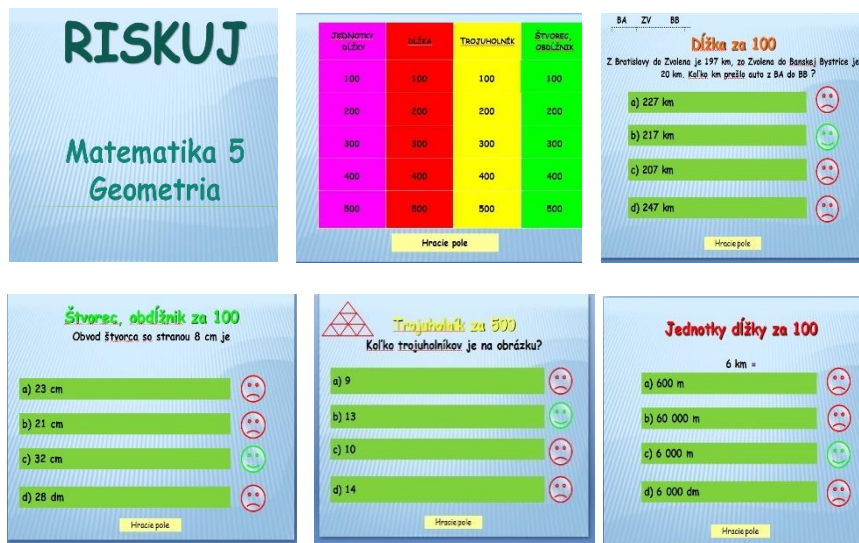 RISKUJ
Matematika 5
Geometria
JEDNOTKY DĹŽKY DĹŽKA TROJUHOLNÍK ŠTVOREC, OBDĹŽNIK
100 100 100 100
200 200 200 200
300 300 300 300
400 400 400 400
500 500 500 500
Hracie pole
BA ZV BB
Dĺžka za 100
Z Bratislavy do Zvolena je 197 km, zo Zvolena do Banskej Bystrice je
20 km. Koľko km prešlo auto z BA do BB ?
a) 227 km
b) 217 km
c) 207 km
d) 247 km
Hracie pole
Štvorec, obdĺžnik za 100
Obvod štvorca so stranou 8 cm je
a) 23 cm
b) 21 cm
c) 32 cm
d) 28 dm
Hracie pole
Trojuholník za 500
Koľko trojuholníkov je na obrázku?
a) 9
b) 13
c) 10
d) 14
Hracie pole
Jednotky dĺžky za 100
6 km =
a) 600 m
b) 60 000 m
c) 6 000 m
d) 6 000 dm
Hracie pole